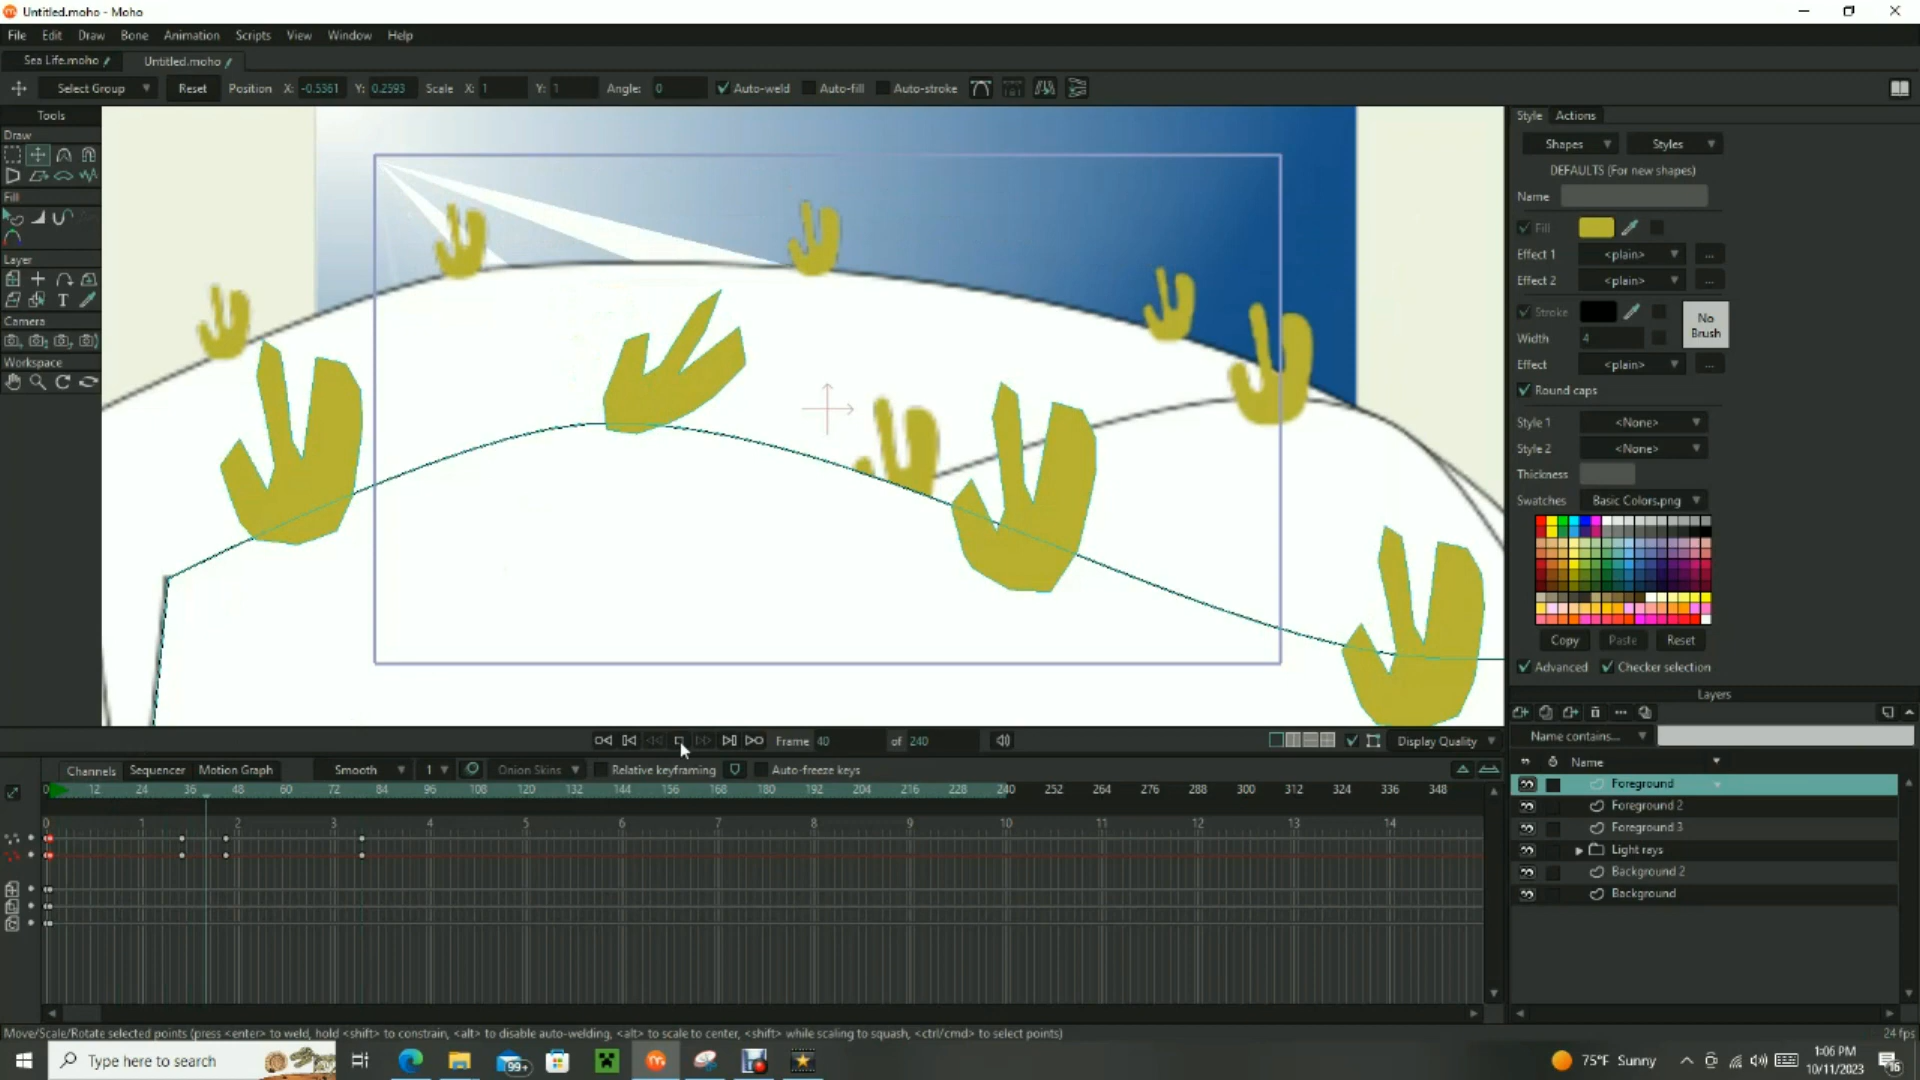 Untitled.moho - Moho
File Edit Draw Bone Animation Scripts View Window Help
Sea Life.moho Untitled.moho
Select Group Reset Position X: -0.5361 Y: 0.2593 Scale X: 1 Y: 1 Angle: 0 Auto-weld Auto-fill Auto-stroke
Tools
Draw
Fill
Layer
T
Camera
Workspace
Style Actions
Shapes Styles
DEFAULTS (For new shapes)
Name
Fill
Effect 1 <plain> ...
Effect 2 <plain> ...
Stroke
No Brush
Width 4
Effect <plain> ...
Round caps
Style 1 <None>
Style 2 <None>
Thickness
Swatches Basic Colors.png
Copy Paste Reset
Advanced Checker selection
Layers
Name contains...
Name
Foreground
Foreground 2
Foreground 3
Light rays
Background 2
Background
Frame 40 of 240 Display Quality
Channels Sequencer Motion Graph Smooth 1 Onion Skins Relative keyframing Auto-freeze keys
0 12 24 36 48 60 72 84 96 108 120 132 144 156 168 180 192 204 216 228 240 252 264 276 288 300 312 324 336 348
0 1 2 3 4 5 6 7 8 9 10 11 12 13 14
Move/Scale/Rotate selected points (press <enter> to weld, hold <shift> to constrain, <alt> to disable auto-welding, <alt> to scale to center, <shift> while scaling to squash, <ctrl/cmd> to select points)
24 fps
Type here to search
99+
75°F Sunny
1:06 PM
10/11/2023
16